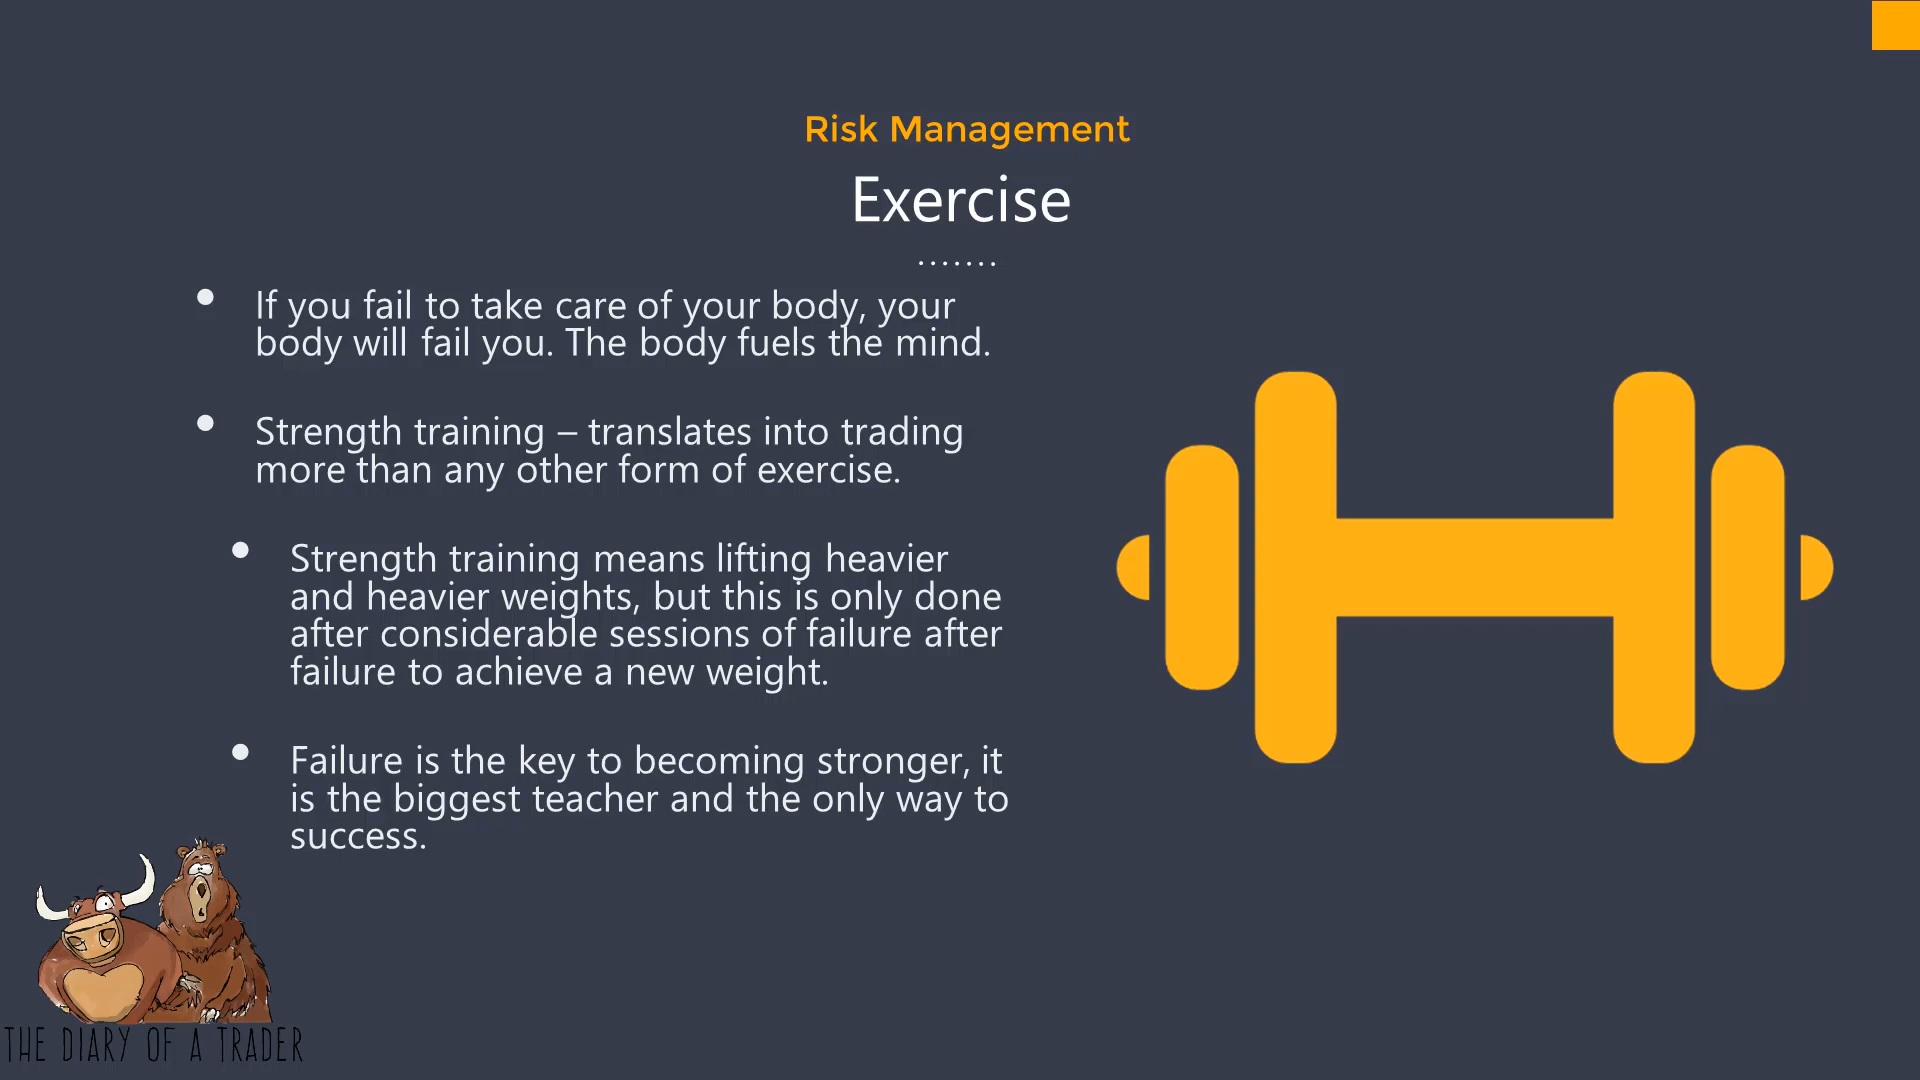 Risk Management
Exercise
.......
• If you fail to take care of your body, your
body will fail you. The body fuels the mind.
• Strength training – translates into trading
more than any other form of exercise.
• Strength training means lifting heavier
and heavier weights, but this is only done
after considerable sessions of failure after
failure to achieve a new weight.
• Failure is the key to becoming stronger, it
is the biggest teacher and the only way to
success.
THE DIARY OF A TRADER